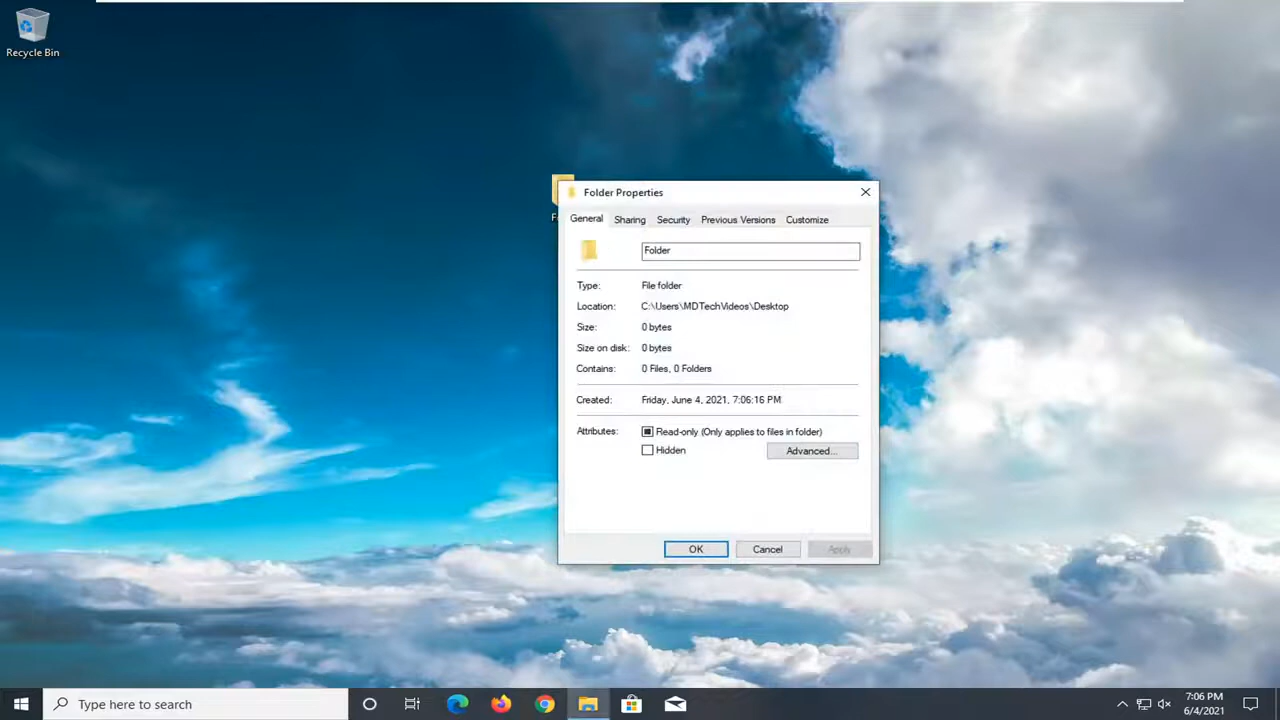 Recycle Bin
Folder Properties
General Sharing Security Previous Versions Customize
Folder
Type: File folder
Location: C:\Users\MDTechVideos\Desktop
Size: 0 bytes
Size on disk: 0 bytes
Contains: 0 Files, 0 Folders
Created: Friday, June 4, 2021, 7:06:16 PM
Attributes: Read-only (Only applies to files in folder)
Hidden Advanced...
OK Cancel Apply
Type here to search
7:06 PM
6/4/2021